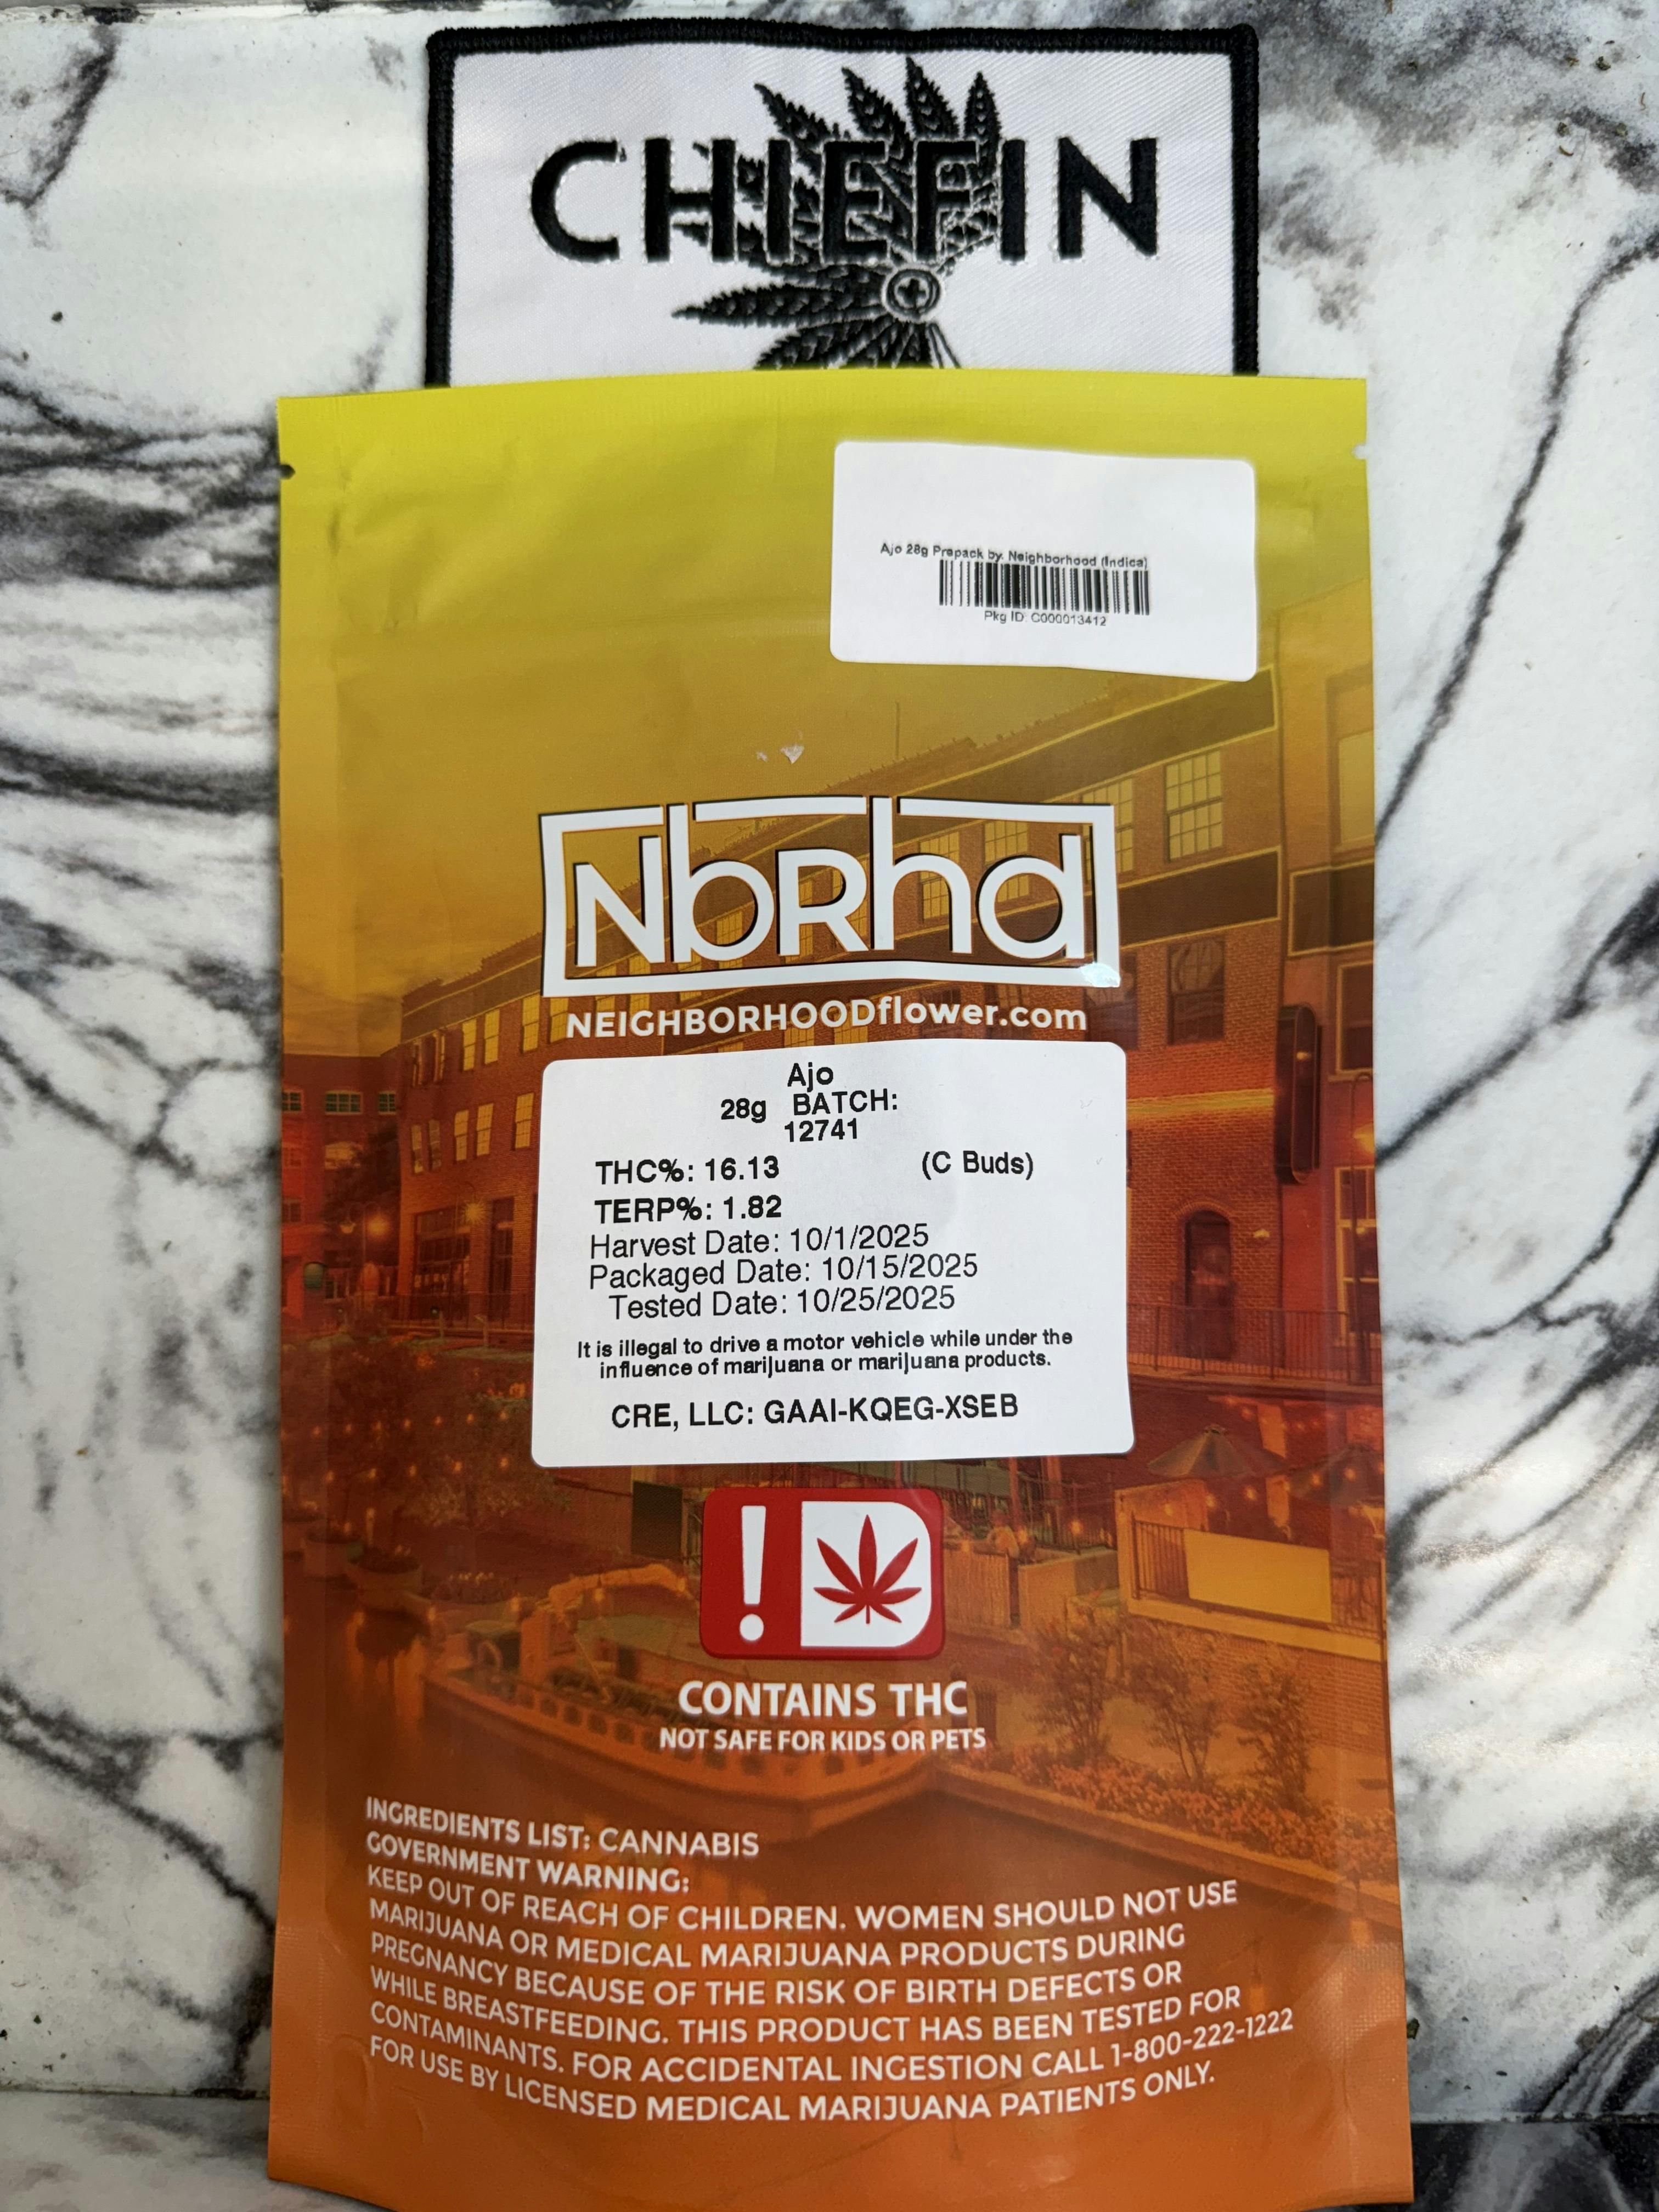 CHIEFIN
Ajo 28g Prepack by. Neighborhood (Indica)
Pkg ID: C000013412
NbRhd
NEIGHBORHOODflower.com
Ajo
28g BATCH:
12741
THC%: 16.13 (C Buds)
TERP%: 1.82
Harvest Date: 10/1/2025
Packaged Date: 10/15/2025
Tested Date: 10/25/2025
It is illegal to drive a motor vehicle while under the
influence of marijuana or marijuana products.
CRE, LLC: GAAI-KQEG-XSEB
!
CONTAINS THC
NOT SAFE FOR KIDS OR PETS
INGREDIENTS LIST: CANNABIS
GOVERNMENT WARNING:
KEEP OUT OF REACH OF CHILDREN. WOMEN SHOULD NOT USE
MARIJUANA OR MEDICAL MARIJUANA PRODUCTS DURING
PREGNANCY BECAUSE OF THE RISK OF BIRTH DEFECTS OR
WHILE BREASTFEEDING. THIS PRODUCT HAS BEEN TESTED FOR
CONTAMINANTS. FOR ACCIDENTAL INGESTION CALL 1-800-222-1222
FOR USE BY LICENSED MEDICAL MARIJUANA PATIENTS ONLY.